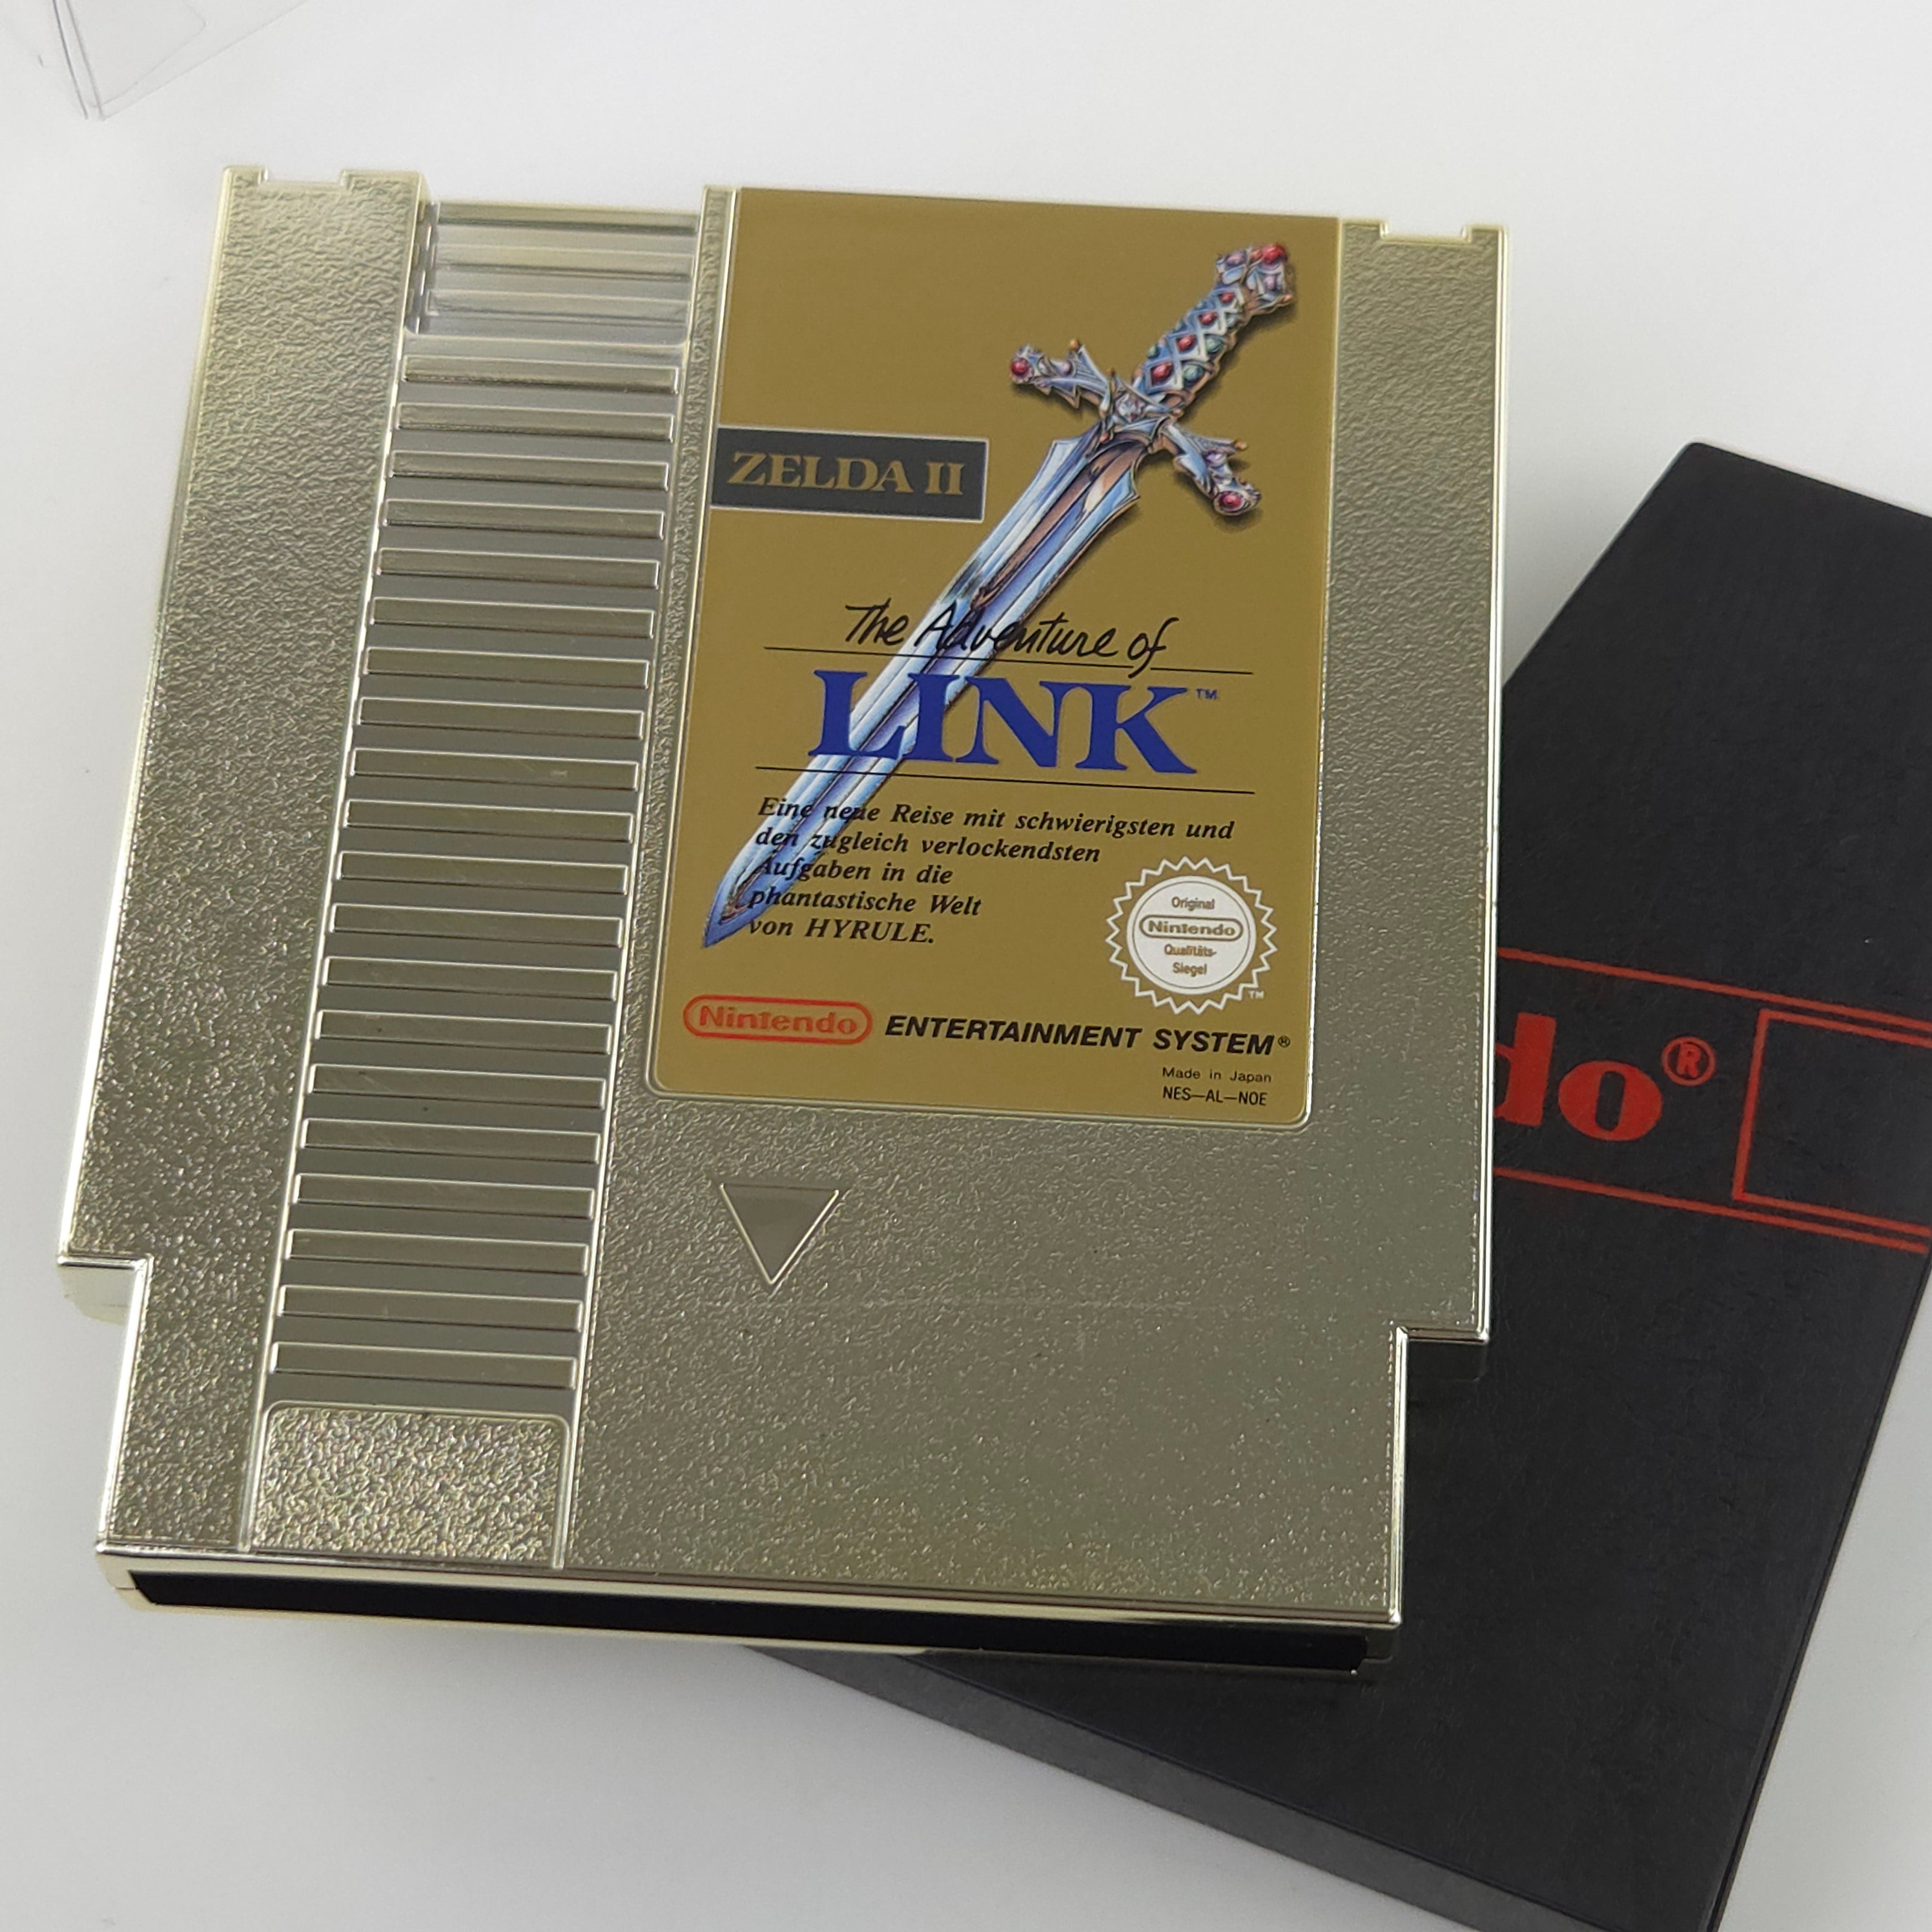 ZELDA II
The Adventure of
LINK™
Eine neue Reise mit schwierigsten und
den zugleich verlockendsten
Aufgaben in die
phantastische Welt
von HYRULE.
Original
Nintendo
Qualitäts-
Siegel
™
Nintendo ENTERTAINMENT SYSTEM®
Made in Japan
NES—AL—NOE
do®